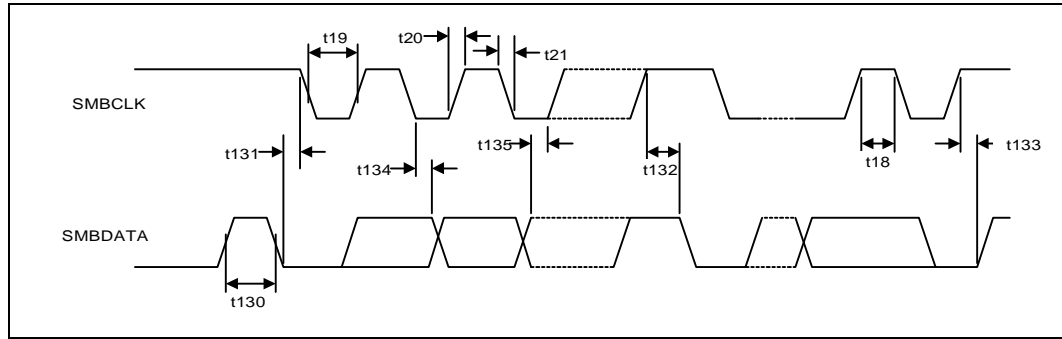 t19
t20
t21
SMBCLK
t131
t134
t135
t132
t18
t133
SMBDATA
t130